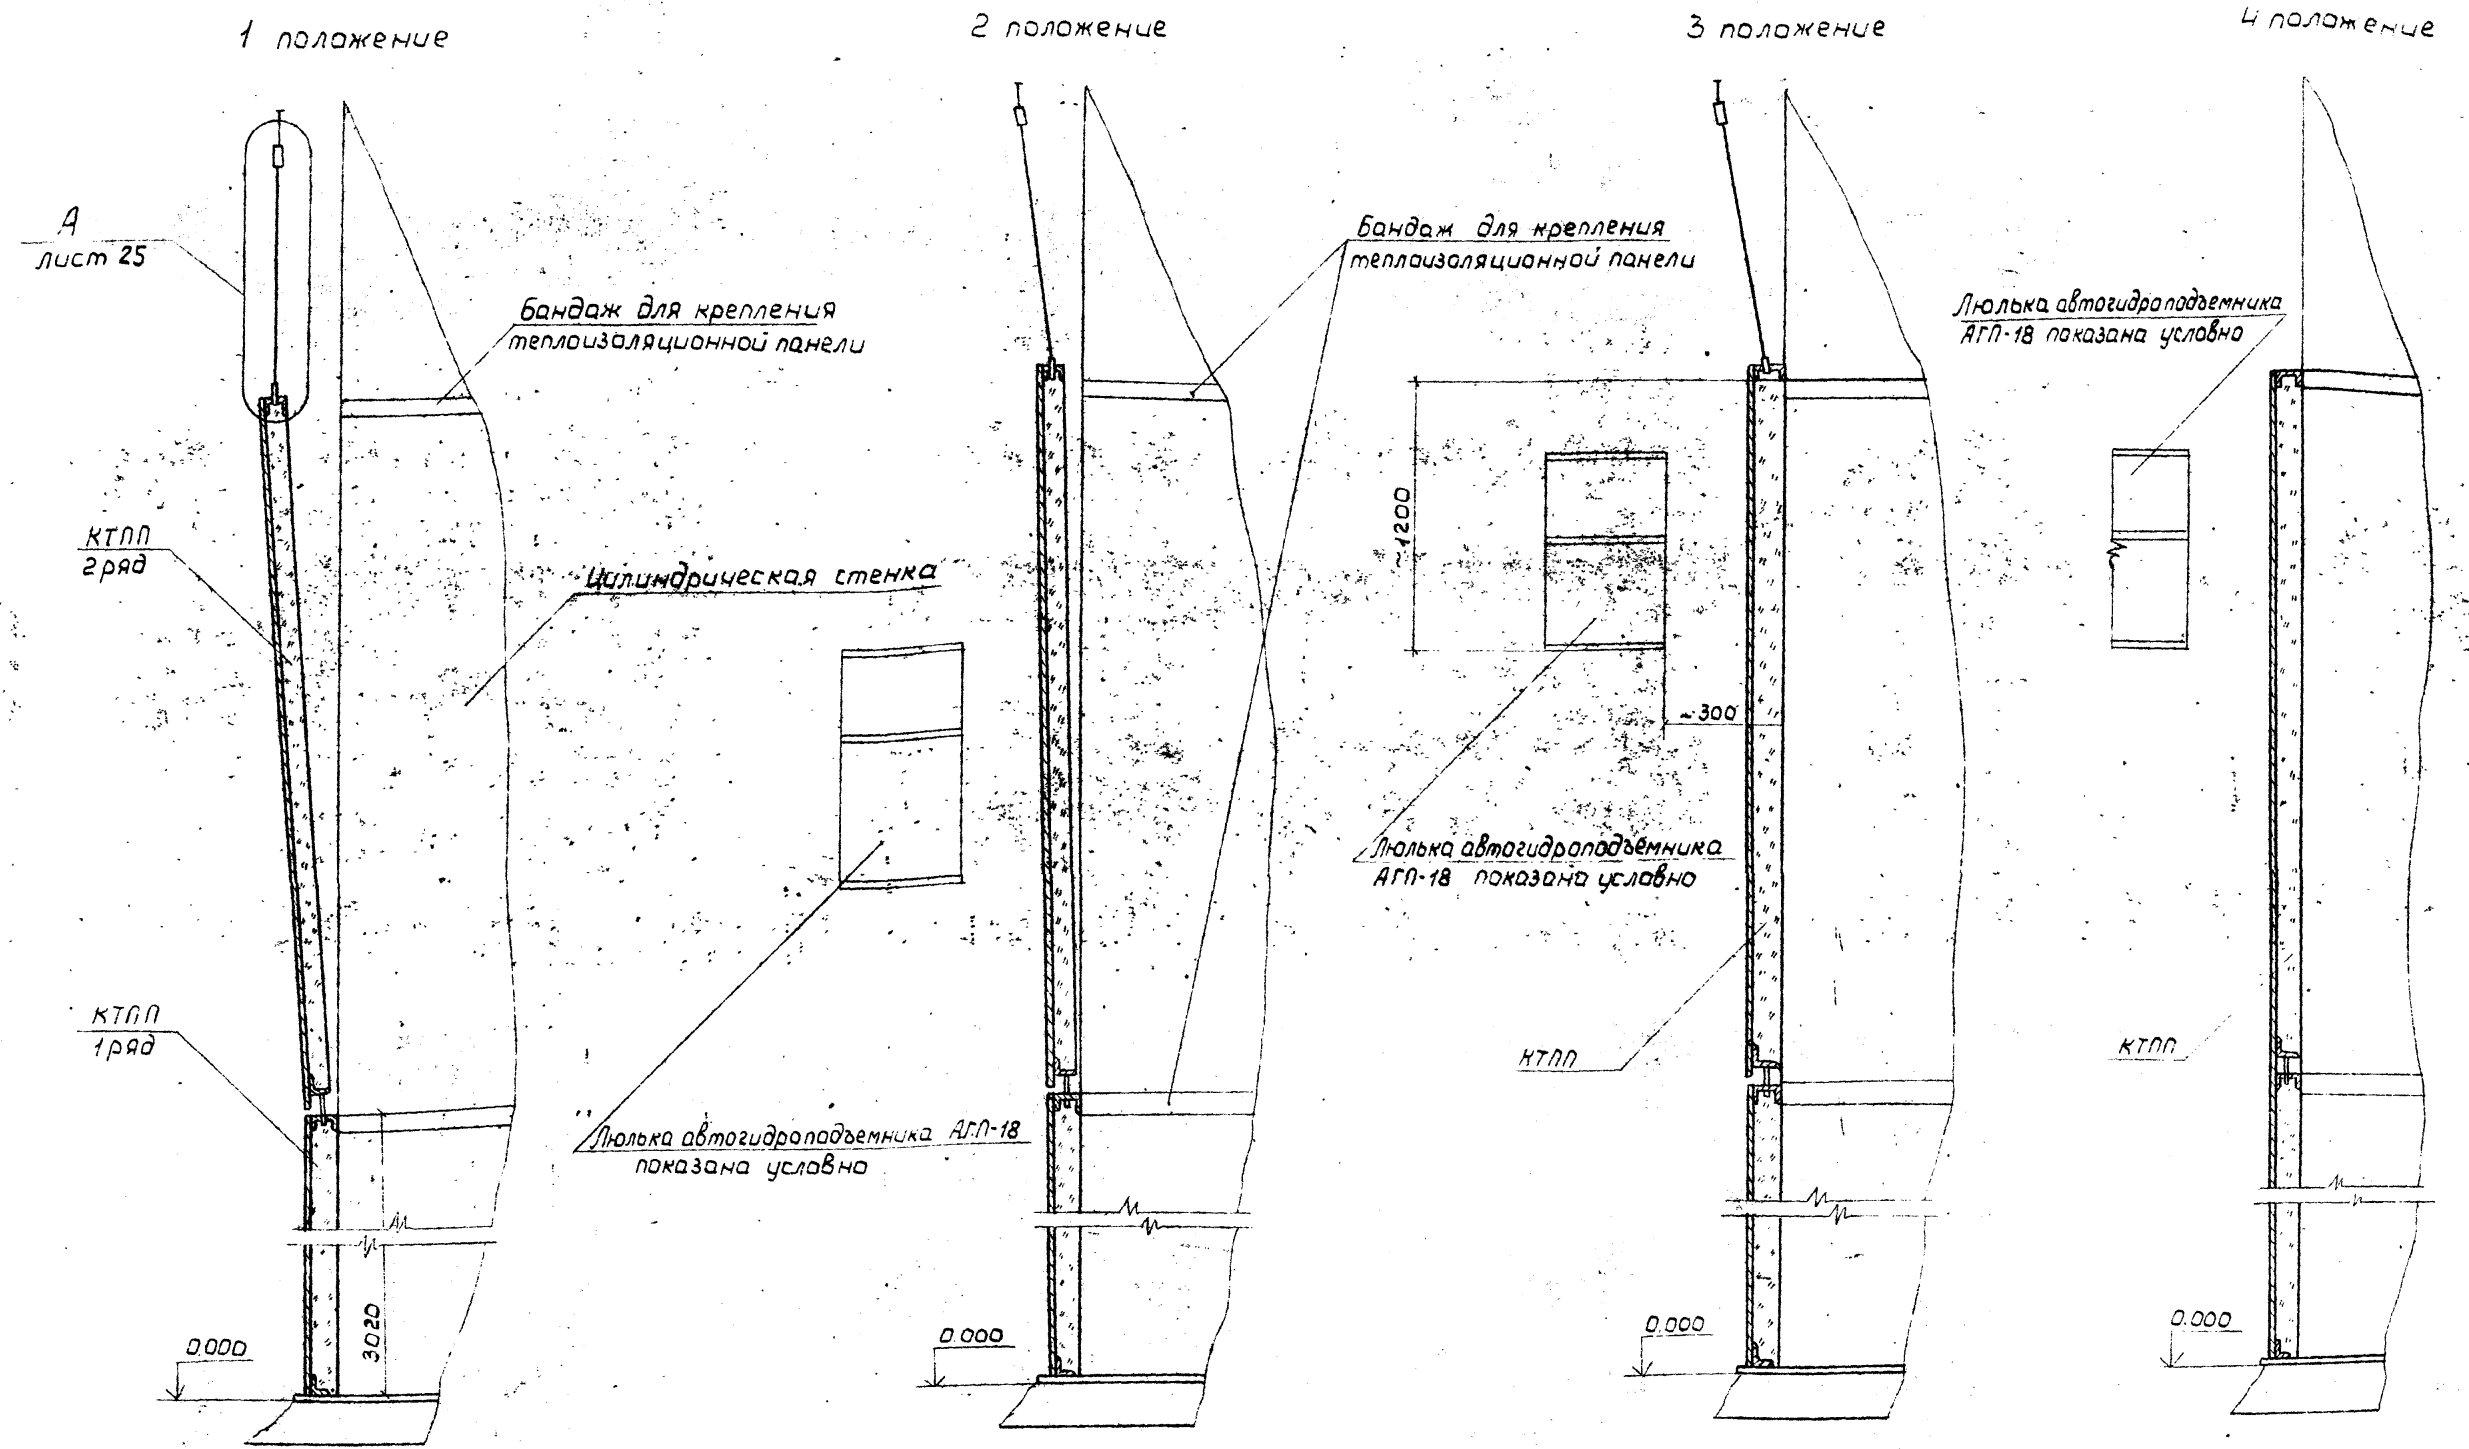 1 положение
2 положение
3 положение
4 положение
А
лист 25
Бандаж для крепления
теплоизоляционной панели
КТПП
2 ряд
Цилиндрическая стенка
КТПП
1 ряд
3020
0.000
Бандаж для крепления
теплоизоляционной панели
Люлька автогидроподъемника АГП-18
показана условно
0.000
~1200
~300
Люлька автогидроподъёмника
АГП-18 показана условно
КТПП
0.000
Люлька автогидроподъемника
АГП-18 показана условно
КТПП
0.000